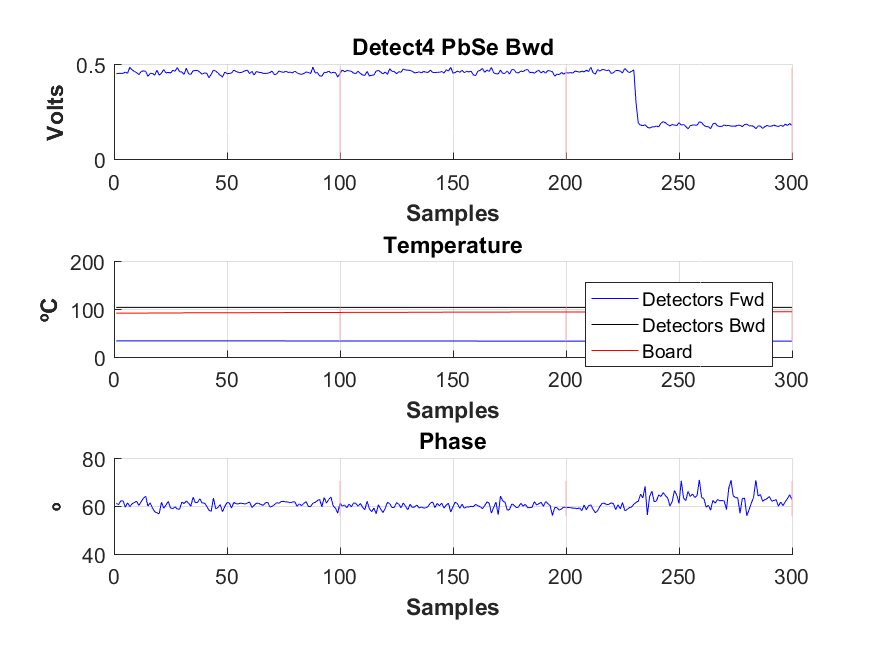 Detect4 PbSe Bwd
Volts
0.5
0
0 50 100 150 200 250 300
Samples
Temperature
ºC
200
100
0
Detectors Fwd
Detectors Bwd
Board
0 50 100 150 200 250 300
Samples
Phase
º
80
60
40
0 50 100 150 200 250 300
Samples